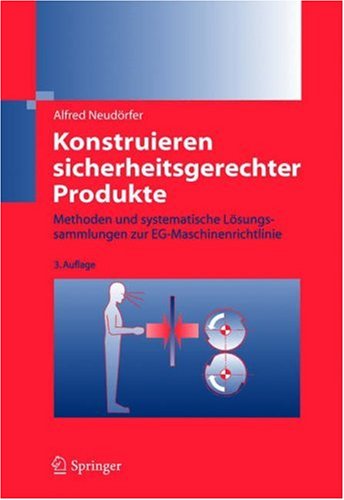 Alfred Neudörfer
Konstruieren
sicherheitsgerechter
Produkte
Methoden und systematische Lösungs-
sammlungen zur EG-Maschinenrichtlinie
3. Auflage
Springer